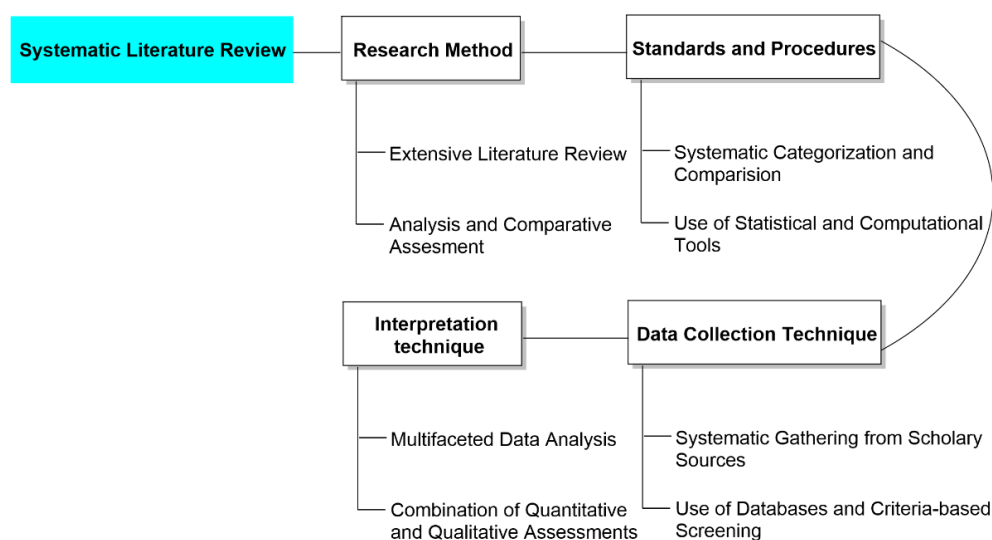 Systematic Literature Review
Research Method
Extensive Literature Review
Analysis and Comparative
Assesment
Standards and Procedures
Systematic Categorization and
Comparision
Use of Statistical and Computational
Tools
Data Collection Technique
Systematic Gathering from Scholary
Sources
Use of Databases and Criteria-based
Screening
Interpretation
technique
Multifaceted Data Analysis
Combination of Quantitative
and Qualitative Assessments